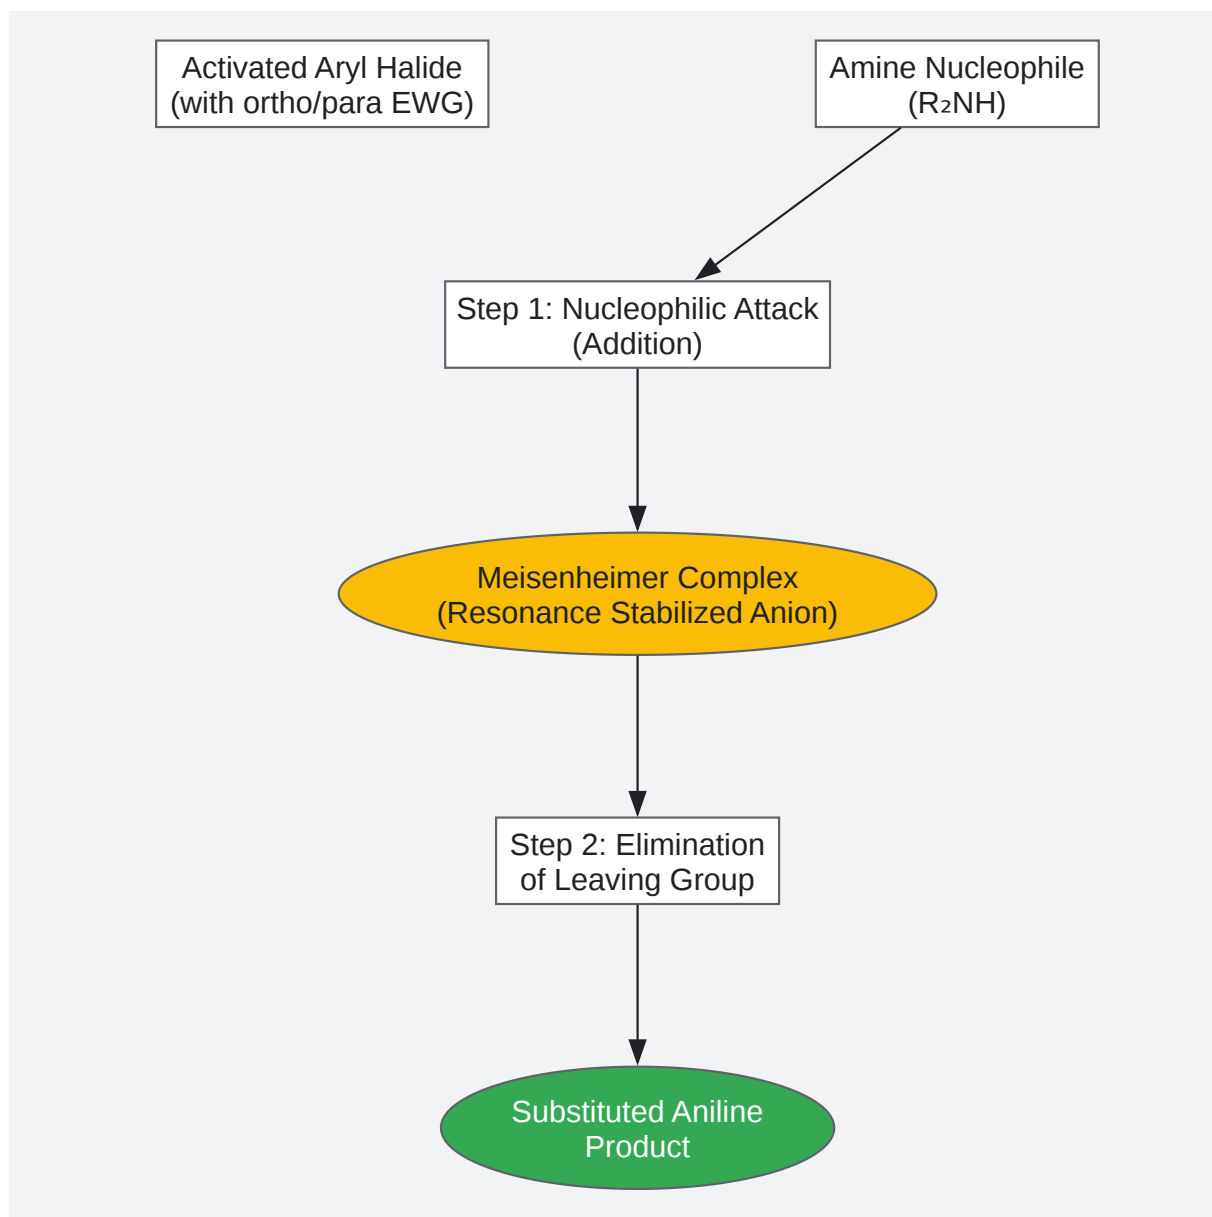 Activated Aryl Halide
(with ortho/para EWG)
Amine Nucleophile
(R₂NH)
Step 1: Nucleophilic Attack
(Addition)
Meisenheimer Complex
(Resonance Stabilized Anion)
Step 2: Elimination
of Leaving Group
Substituted Aniline
Product